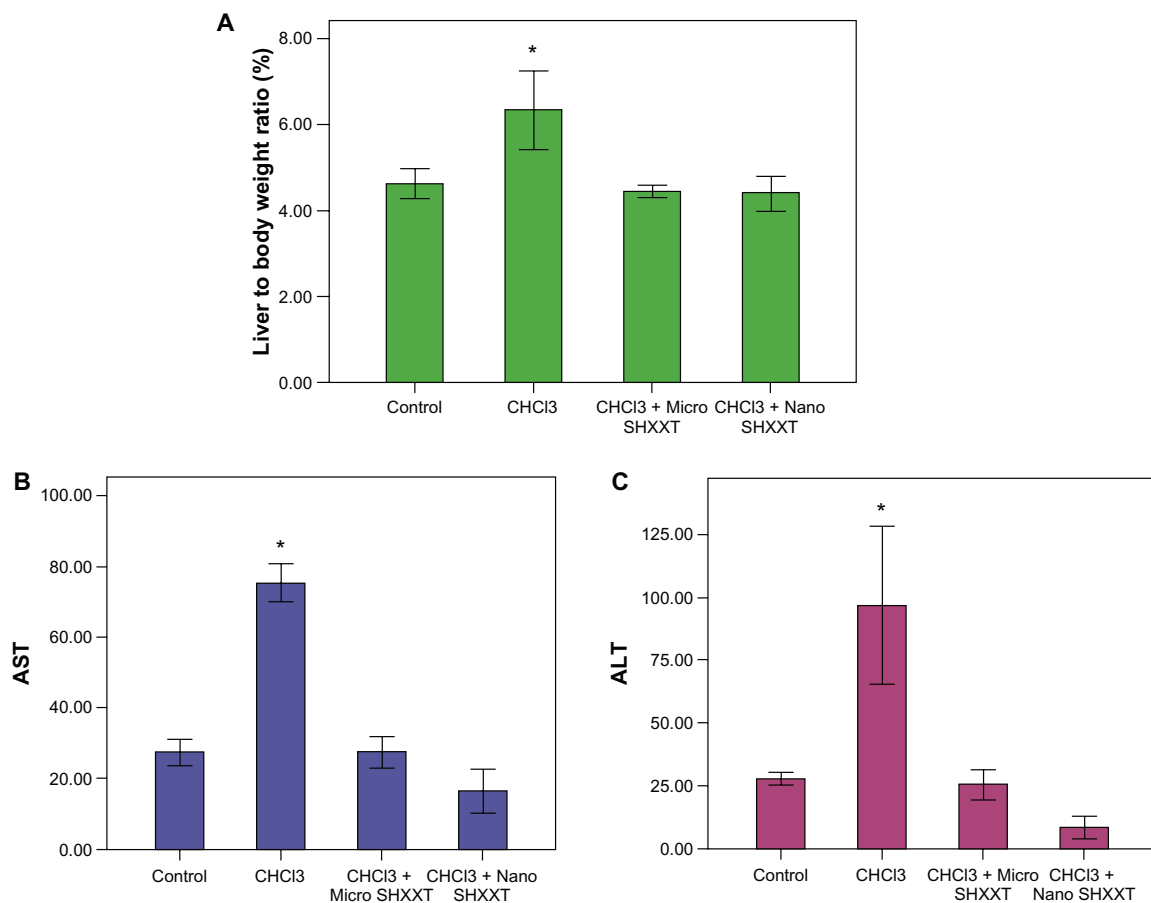 A
Liver to body weight ratio (%)
8.00
6.00
4.00
2.00
0.00
*
Control
CHCl3
CHCl3 + Micro
SHXXT
CHCl3 + Nano
SHXXT
B
AST
100.00
80.00
60.00
40.00
20.00
0.00
*
Control
CHCl3
CHCl3 +
Micro SHXXT
CHCl3 + Nano
SHXXT
C
ALT
125.00
100.00
75.00
50.00
25.00
0.00
*
Control
CHCl3
CHCl3 + Micro
SHXXT
CHCl3 +
Nano SHXXT